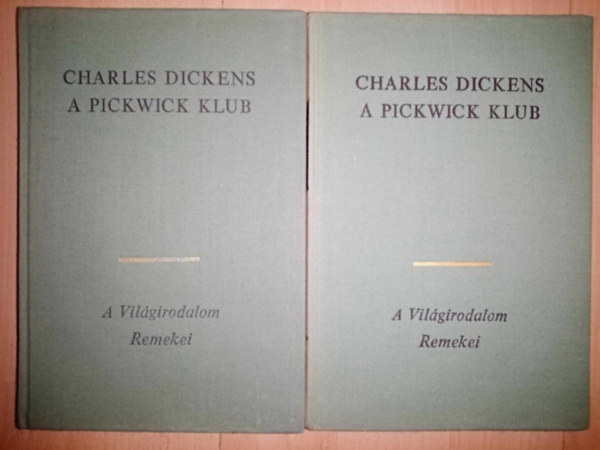 CHARLES DICKENS
A PICKWICK KLUB
A Világirodalom
Remekei
CHARLES DICKENS
A PICKWICK KLUB
A Világirodalom
Remekei